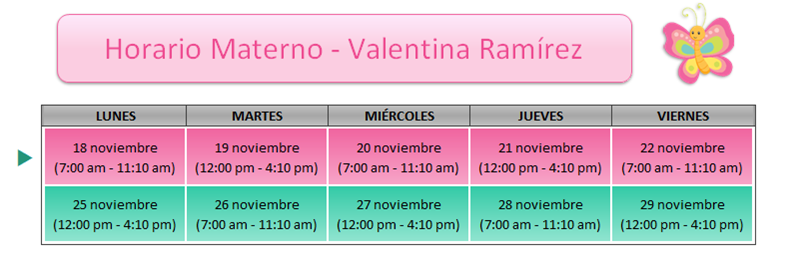 Horario Materno - Valentina Ramírez
LUNES MARTES MIÉRCOLES JUEVES VIERNES
18 noviembre 19 noviembre 20 noviembre 21 noviembre 22 noviembre
(7:00 am - 11:10 am) (12:00 pm - 4:10 pm) (7:00 am - 11:10 am) (12:00 pm - 4:10 pm) (7:00 am - 11:10 am)
25 noviembre 26 noviembre 27 noviembre 28 noviembre 29 noviembre
(12:00 pm - 4:10 pm) (7:00 am - 11:10 am) (12:00 pm - 4:10 pm) (7:00 am - 11:10 am) (12:00 pm - 4:10 pm)